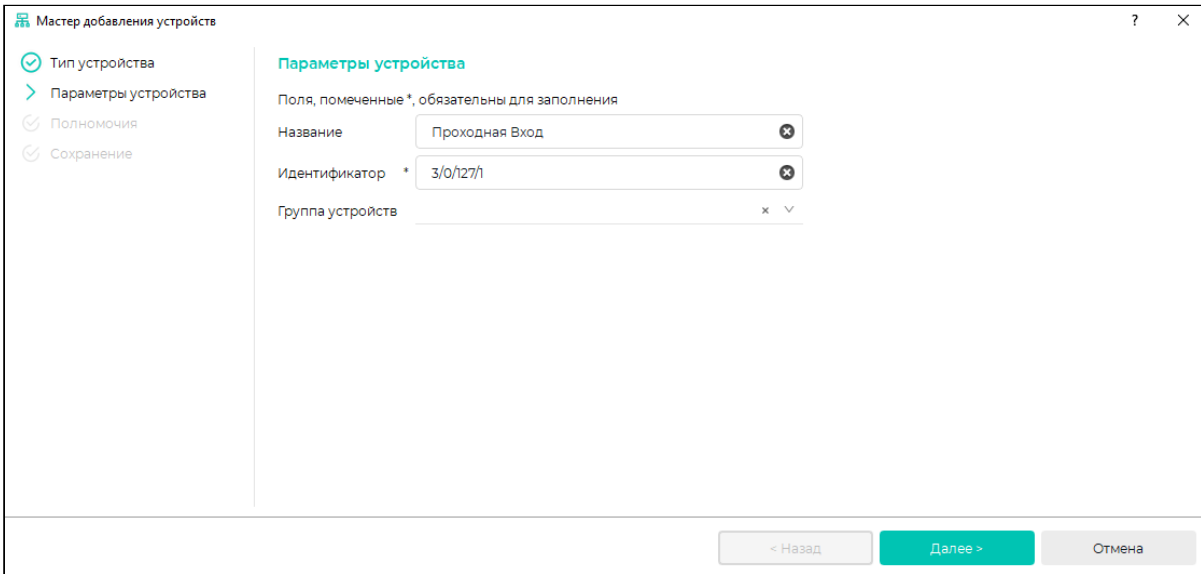 Мастер добавления устройств
?
Тип устройства
Параметры устройства
Полномочия
Сохранение
Параметры устройства
Поля, помеченные *, обязательны для заполнения
Название Проходная Вход
Идентификатор * 3/0/127/1
Группа устройств
< Назад Далее > Отмена